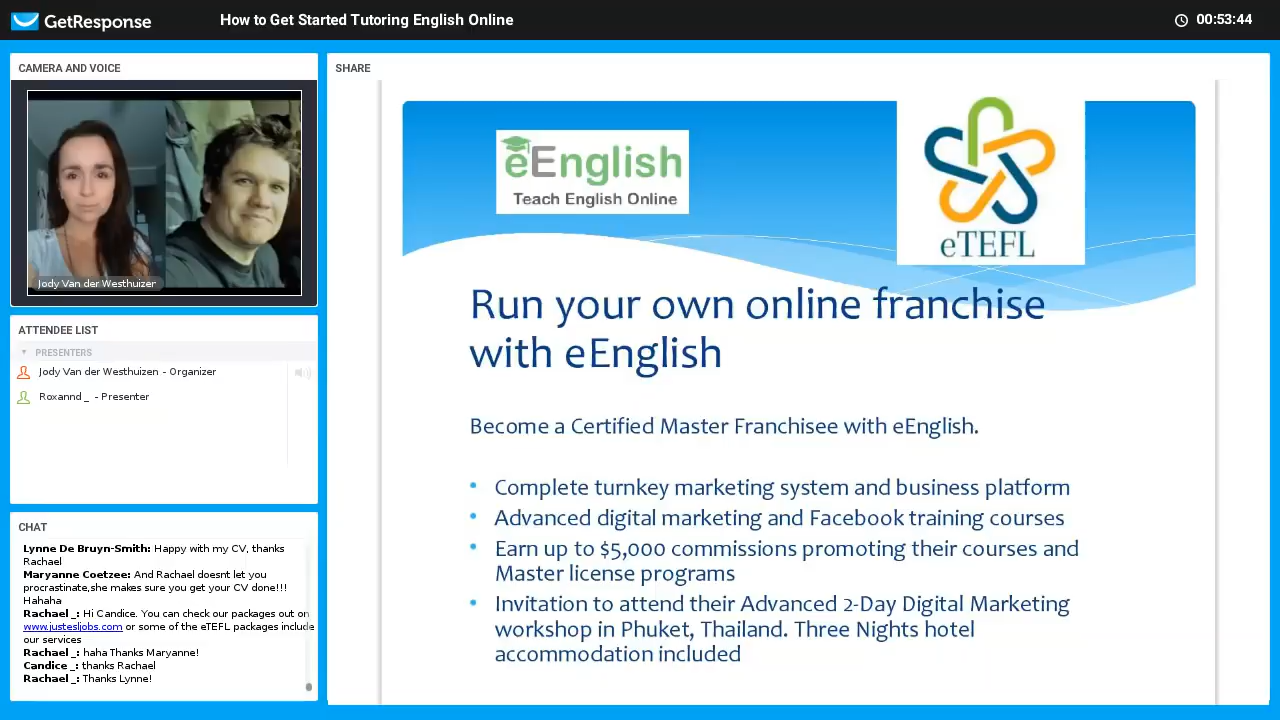 GetResponse
How to Get Started Tutoring English Online
00:53:44
CAMERA AND VOICE
Jody Van der Westhuizer
ATTENDEE LIST
PRESENTERS
Jody Van der Westhuizen - Organizer
Roxannd _ - Presenter
CHAT
Lynne De Bruyn-Smith: Happy with my CV, thanks
Rachael
Maryanne Coetzee: And Rachael doesnt let you
procrastinate,she makes sure you get your CV done!!!
Hahaha
Rachael _: Hi Candice. You can check our packages out on
www.justesljobs.com or some of the eTEFL packages include
our services
Rachael _: haha Thanks Maryanne!
Candice _: thanks Rachael
Rachael _: Thanks Lynne!
SHARE
eEnglish
Teach English Online
eTEFL
Run your own online franchise
with eEnglish
Become a Certified Master Franchisee with eEnglish.
• Complete turnkey marketing system and business platform
• Advanced digital marketing and Facebook training courses
• Earn up to $5,000 commissions promoting their courses and
Master license programs
• Invitation to attend their Advanced 2-Day Digital Marketing
workshop in Phuket, Thailand. Three Nights hotel
accommodation included